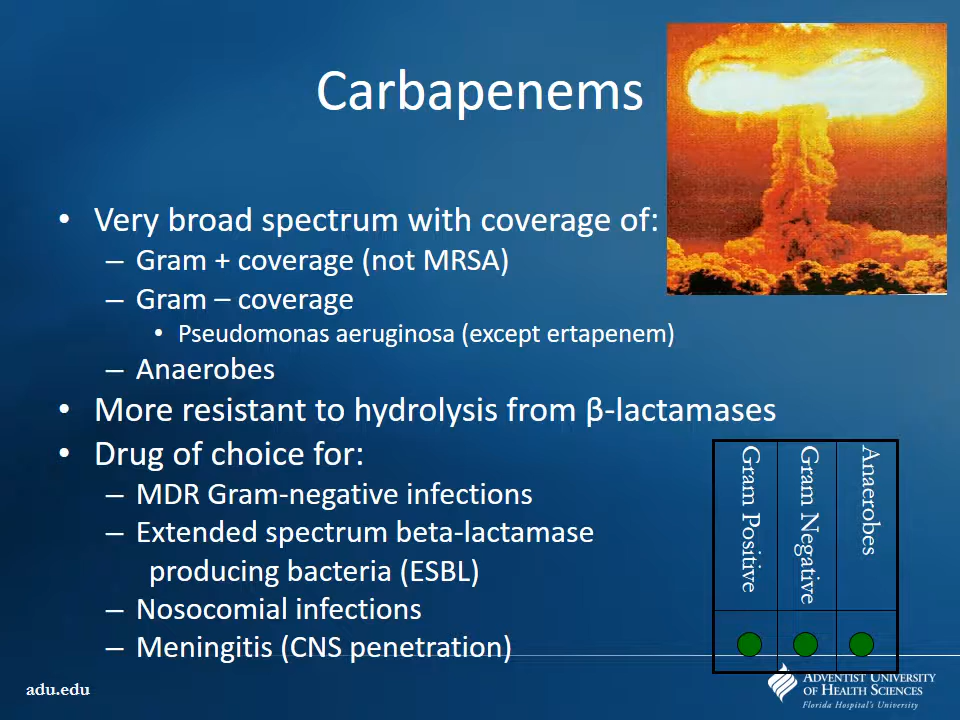 Carbapenems
• Very broad spectrum with coverage of:
– Gram + coverage (not MRSA)
– Gram – coverage
• Pseudomonas aeruginosa (except ertapenem)
– Anaerobes
• More resistant to hydrolysis from β-lactamases
• Drug of choice for:
– MDR Gram-negative infections
– Extended spectrum beta-lactamase
producing bacteria (ESBL)
– Nosocomial infections
– Meningitis (CNS penetration)
Gram Positive
Gram Negative
Anaerobes
adu.edu
Adventist University
of Health Sciences
Florida Hospital's University